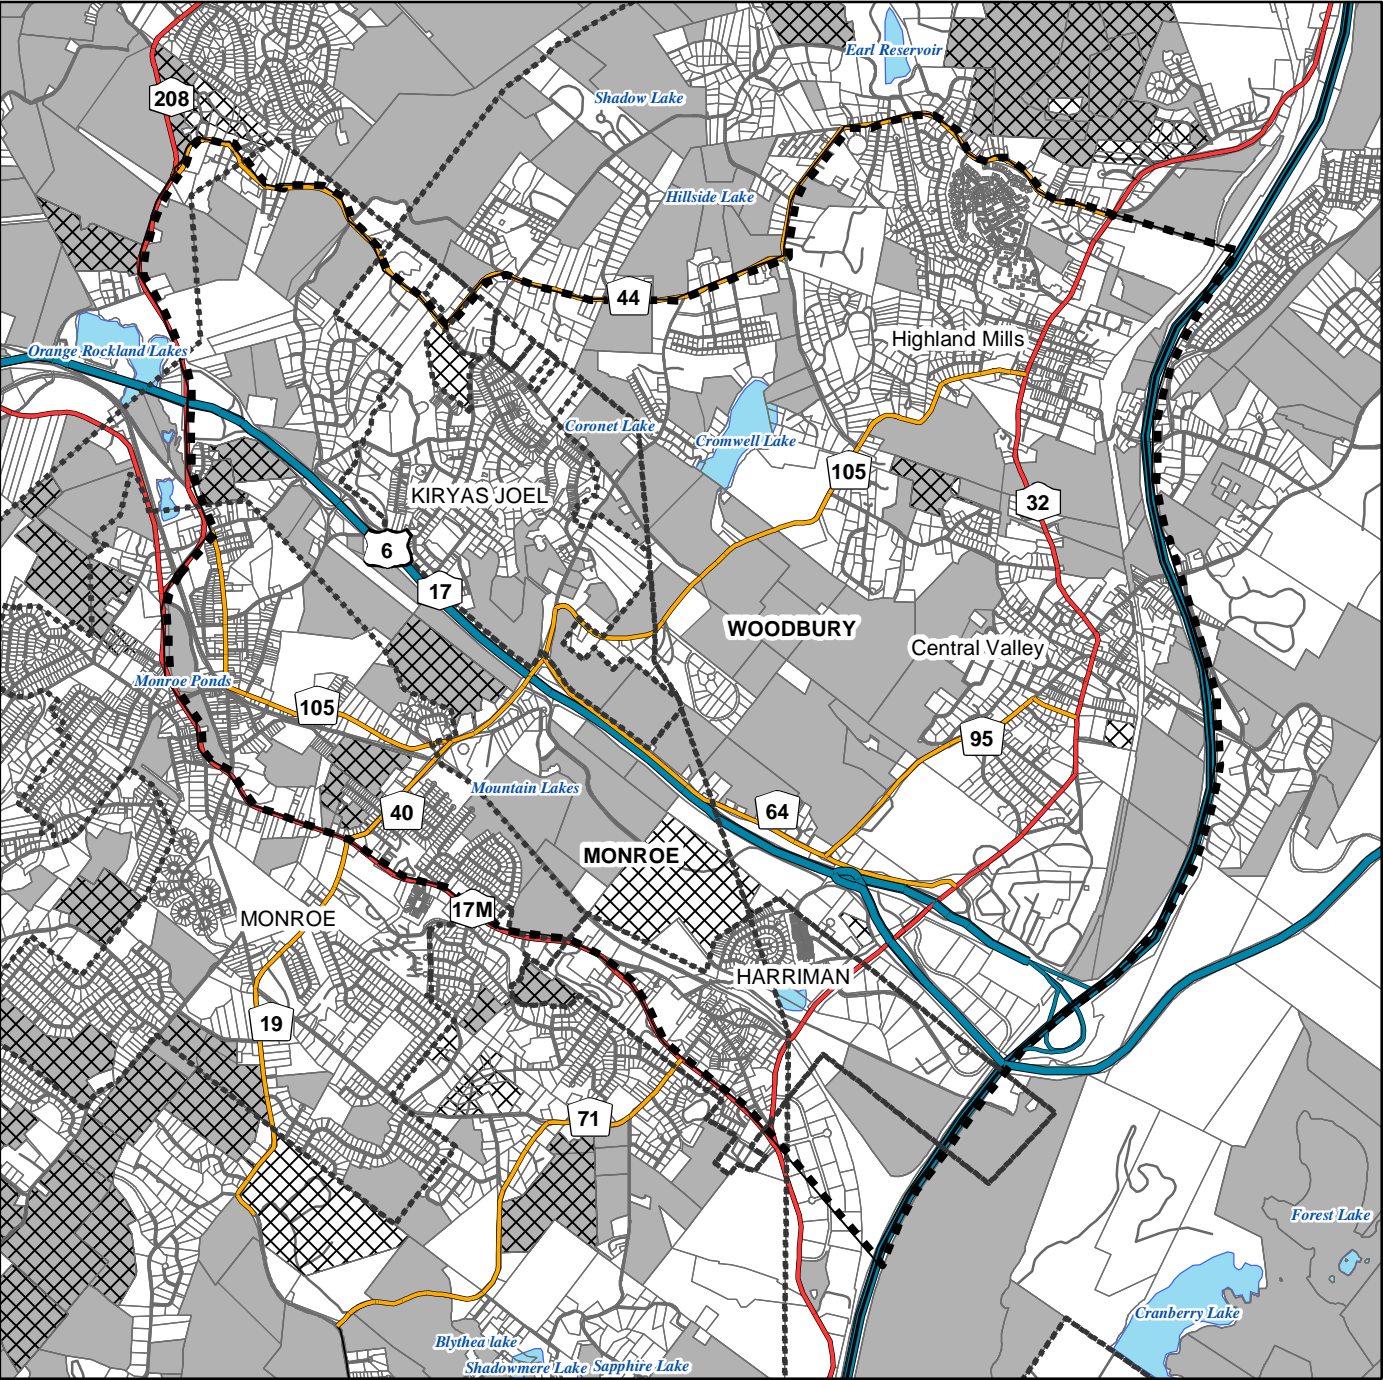 Earl Reservoir
208
Shadow Lake
Hillside Lake
44
Highland Mills
Orange Rockland Lakes
Coronet Lake
Cromwell Lake
105
KIRYAS JOEL
32
6
17
WOODBURY
Central Valley
Monroe Ponds
105
95
Mountain Lakes
40
64
MONROE
17M
MONROE
HARRIMAN
19
71
Forest Lake
Cranberry Lake
Blythea lake
Shadowmere Lake
Sapphire Lake